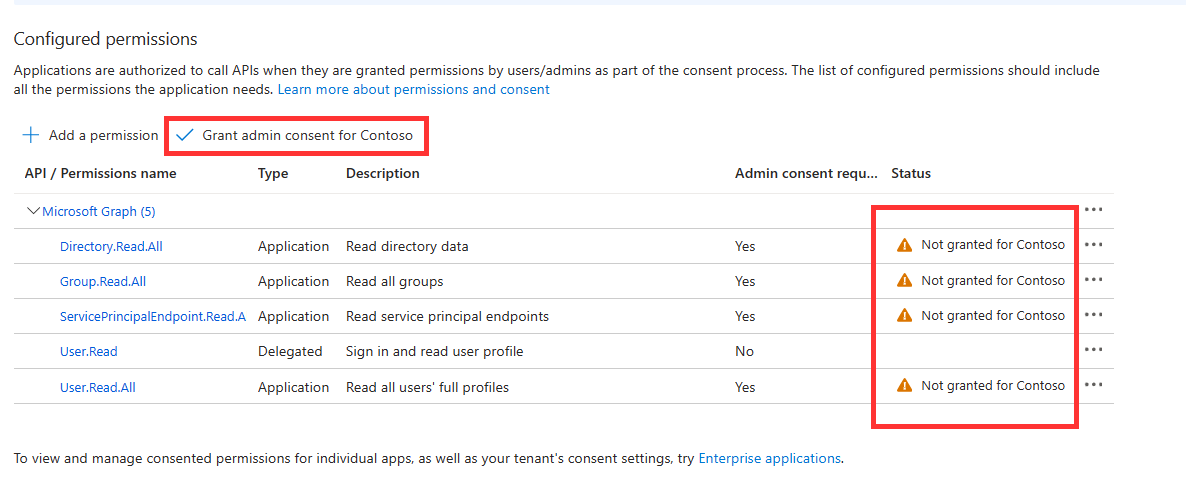 Configured permissions
Applications are authorized to call APIs when they are granted permissions by users/admins as part of the consent process. The list of configured permissions should include
all the permissions the application needs. Learn more about permissions and consent
Add a permission Grant admin consent for Contoso
API / Permissions name Type Description Admin consent requ... Status
Microsoft Graph (5)
Directory.Read.All Application Read directory data Yes Not granted for Contoso
Group.Read.All Application Read all groups Yes Not granted for Contoso
ServicePrincipalEndpoint.Read.A Application Read service principal endpoints Yes Not granted for Contoso
User.Read Delegated Sign in and read user profile No
User.Read.All Application Read all users' full profiles Yes Not granted for Contoso
To view and manage consented permissions for individual apps, as well as your tenant's consent settings, try Enterprise applications.